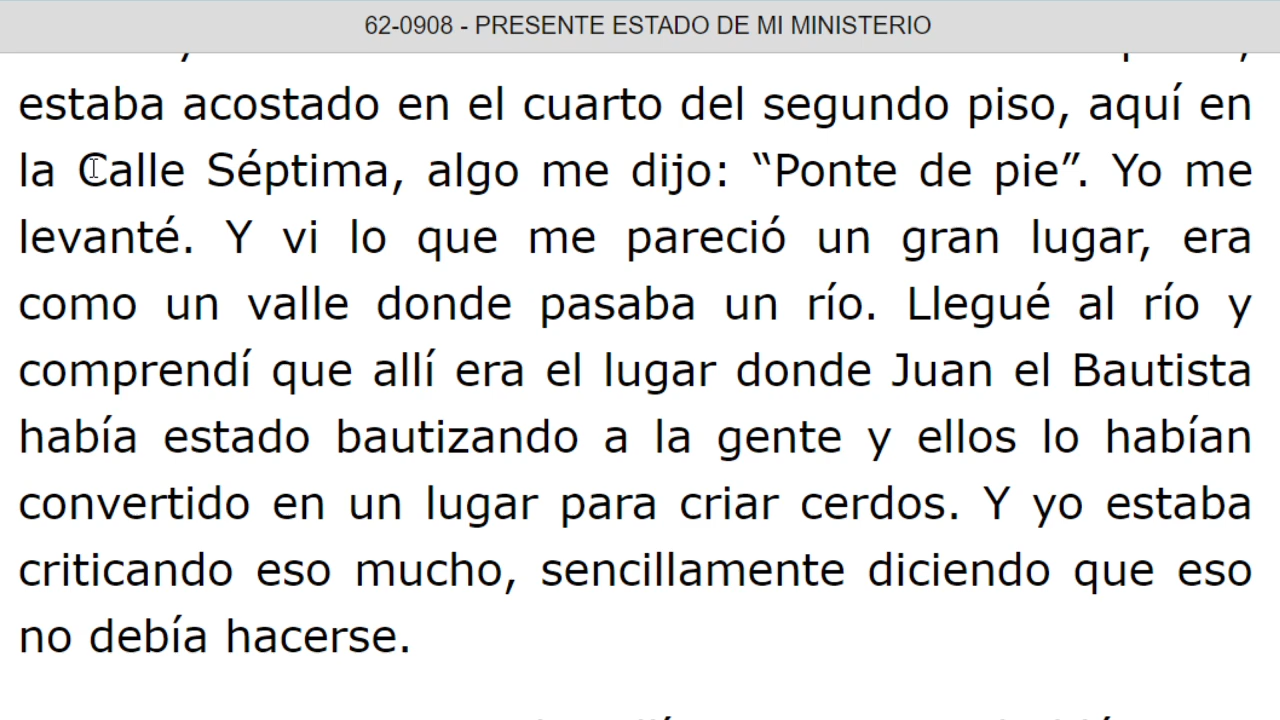 62-0908 - PRESENTE ESTADO DE MI MINISTERIO
estaba acostado en el cuarto del segundo piso, aquí en
la Calle Séptima, algo me dijo: “Ponte de pie”. Yo me
levanté. Y vi lo que me pareció un gran lugar, era
como un valle donde pasaba un río. Llegué al río y
comprendí que allí era el lugar donde Juan el Bautista
había estado bautizando a la gente y ellos lo habían
convertido en un lugar para criar cerdos. Y yo estaba
criticando eso mucho, sencillamente diciendo que eso
no debía hacerse.